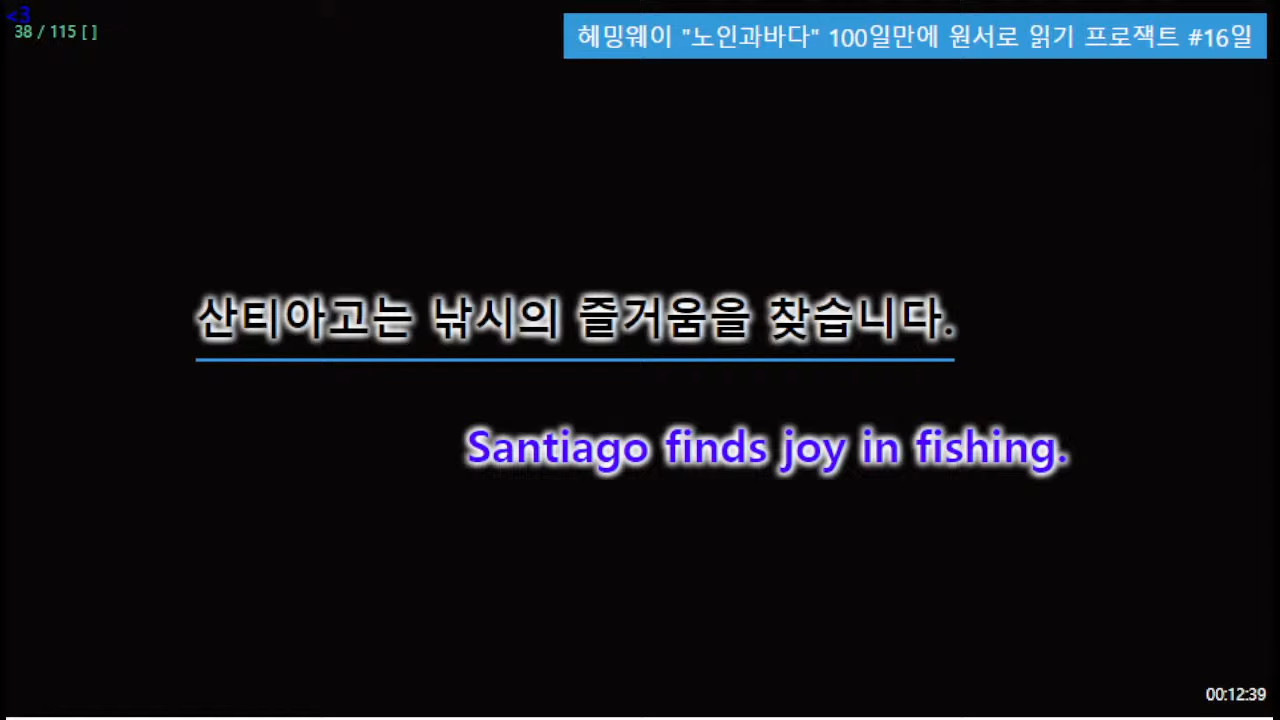 <3
38 / 115 [ ]
헤밍웨이 "노인과바다" 100일만에 원서로 읽기 프로잭트 #16일
산티아고는 낚시의 즐거움을 찾습니다.
Santiago finds joy in fishing.
00:12:39